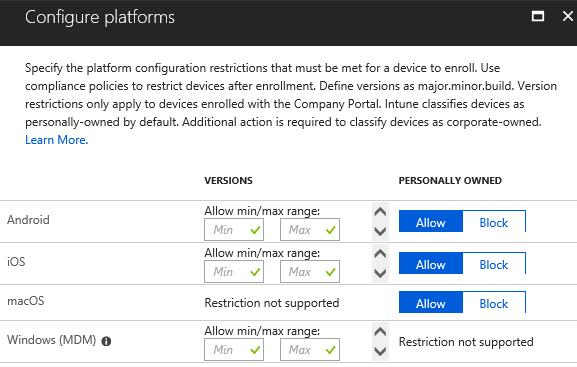 Configure platforms
Specify the platform configuration restrictions that must be met for a device to enroll. Use
compliance policies to restrict devices after enrollment. Define versions as major.minor.build. Version
restrictions only apply to devices enrolled with the Company Portal. Intune classifies devices as
personally-owned by default. Additional action is required to classify devices as corporate-owned.
Learn More.
VERSIONS PERSONALLY OWNED
Android Allow min/max range:
Min Max Allow Block
iOS Allow min/max range:
Min Max Allow Block
macOS Restriction not supported Allow Block
Windows (MDM) Allow min/max range:
Min Max Restriction not supported